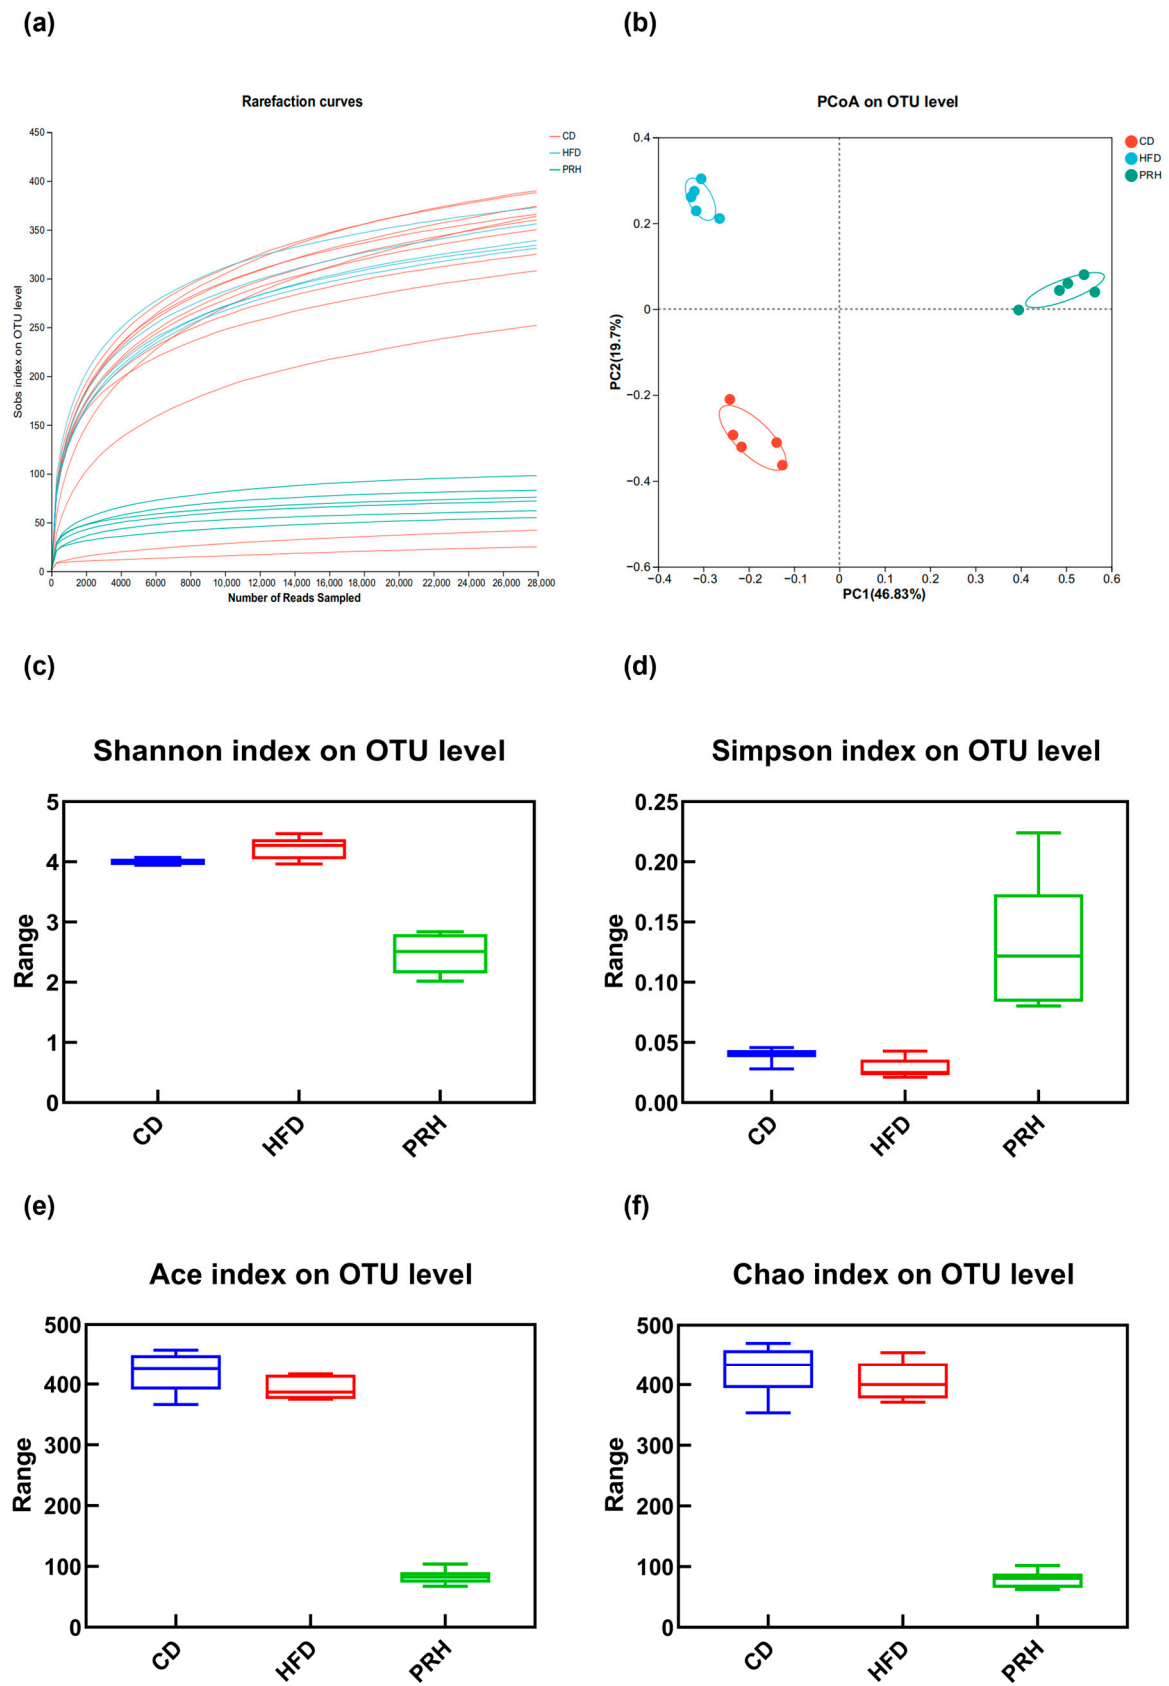 (a)
Rarefaction curves
Sobs index on OTU level
450
400
350
300
250
200
150
100
50
0
0 2000 4000 6000 8000 10,000 12,000 14,000 16,000 18,000 20,000 22,000 24,000 26,000 28,000
Number of Reads Sampled
CD
HFD
PRH
(b)
PCoA on OTU level
PC2(19.7%)
0.4
0.2
0
−0.2
−0.4
−0.6
−0.4 −0.3 −0.2 −0.1 0 0.1 0.2 0.3 0.4 0.5 0.6
PC1(46.83%)
CD
HFD
PRH
(c)
Shannon index on OTU level
Range
5
4
3
2
1
0
CD HFD PRH
(d)
Simpson index on OTU level
Range
0.25
0.20
0.15
0.10
0.05
0.00
CD HFD PRH
(e)
Ace index on OTU level
Range
500
400
300
200
100
0
CD HFD PRH
(f)
Chao index on OTU level
Range
500
400
300
200
100
0
CD HFD PRH